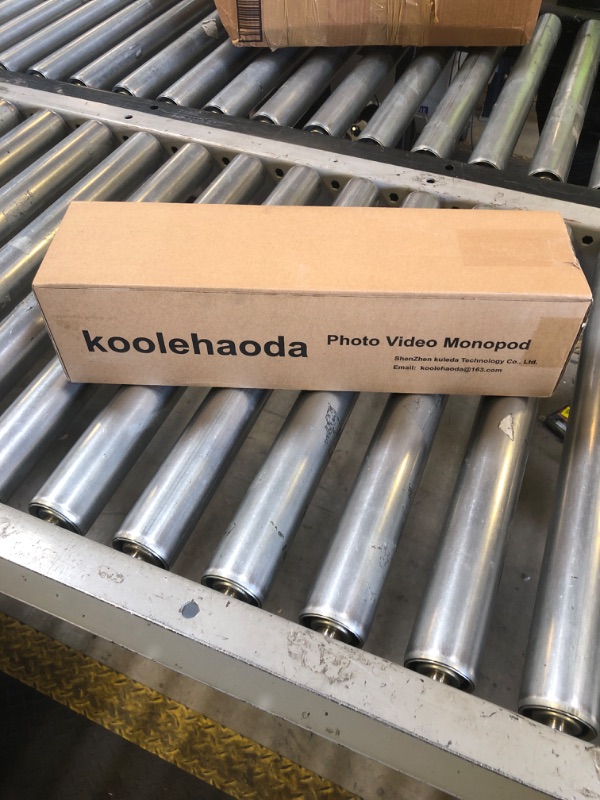 koolehaoda
Photo Video Monopod
ShenZhen kuleda Technology Co., Ltd.
Email: koolehaoda@163.com